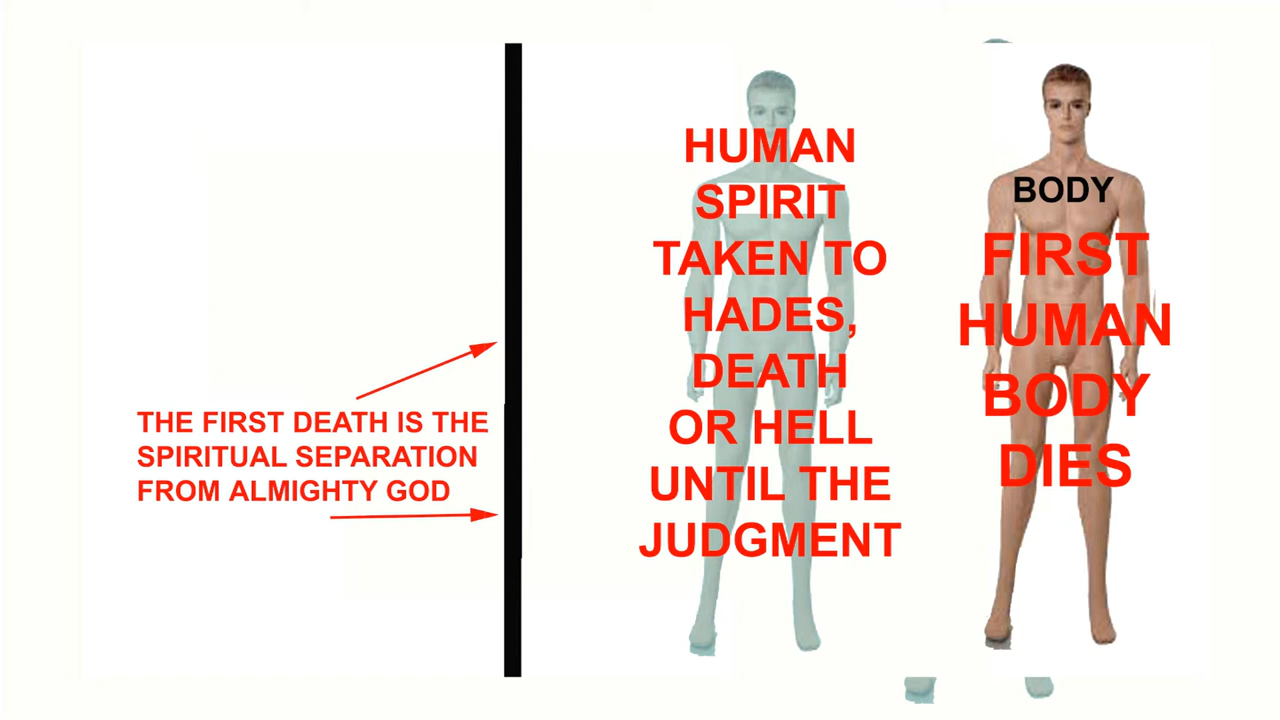 THE FIRST DEATH IS THE
SPIRITUAL SEPARATION
FROM ALMIGHTY GOD
HUMAN
SPIRIT
TAKEN TO
HADES,
DEATH
OR HELL
UNTIL THE
JUDGMENT
BODY
FIRST
HUMAN
BODY
DIES